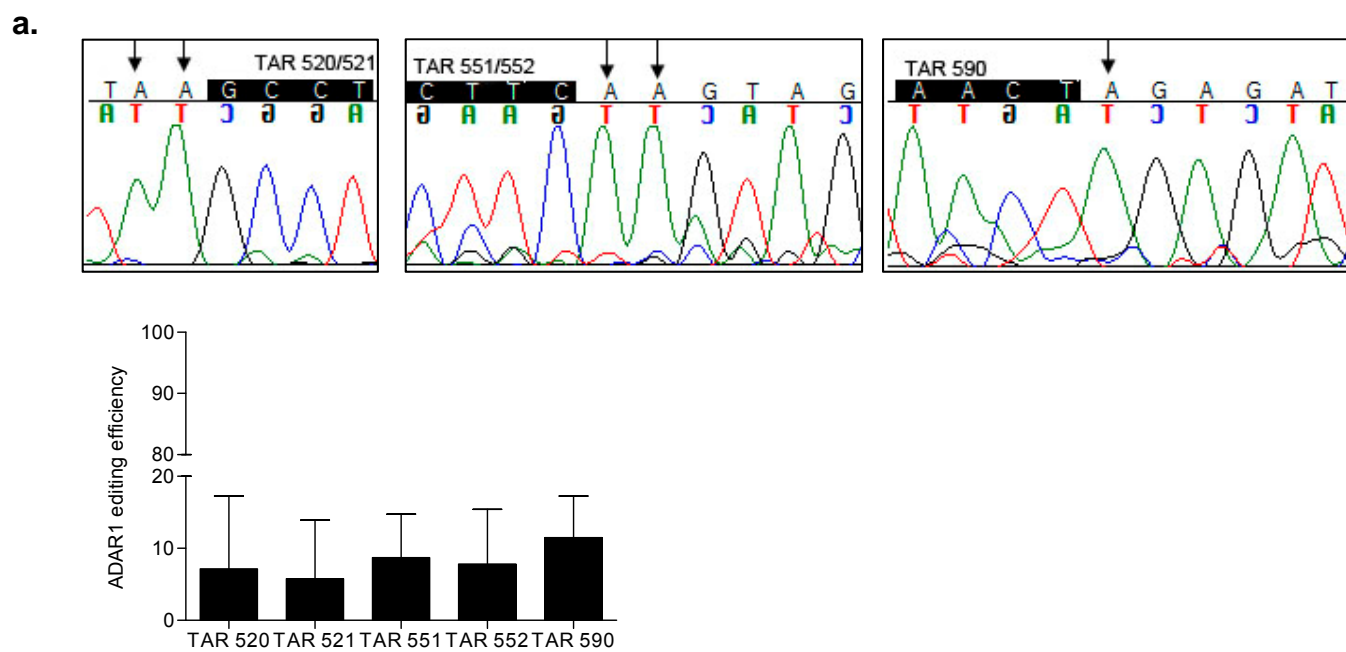 a.
TAR 520/521
T A A G C C T
A T T C G G A
TAR 551/552
C T T C A A G T A G
G A A G T T C A T C
TAR 590
A A C T A G A G A T
T T G A T C T C T A
ADAR1 editing efficiency
100
90
80
20
10
0
TAR 520 TAR 521 TAR 551 TAR 552 TAR 590